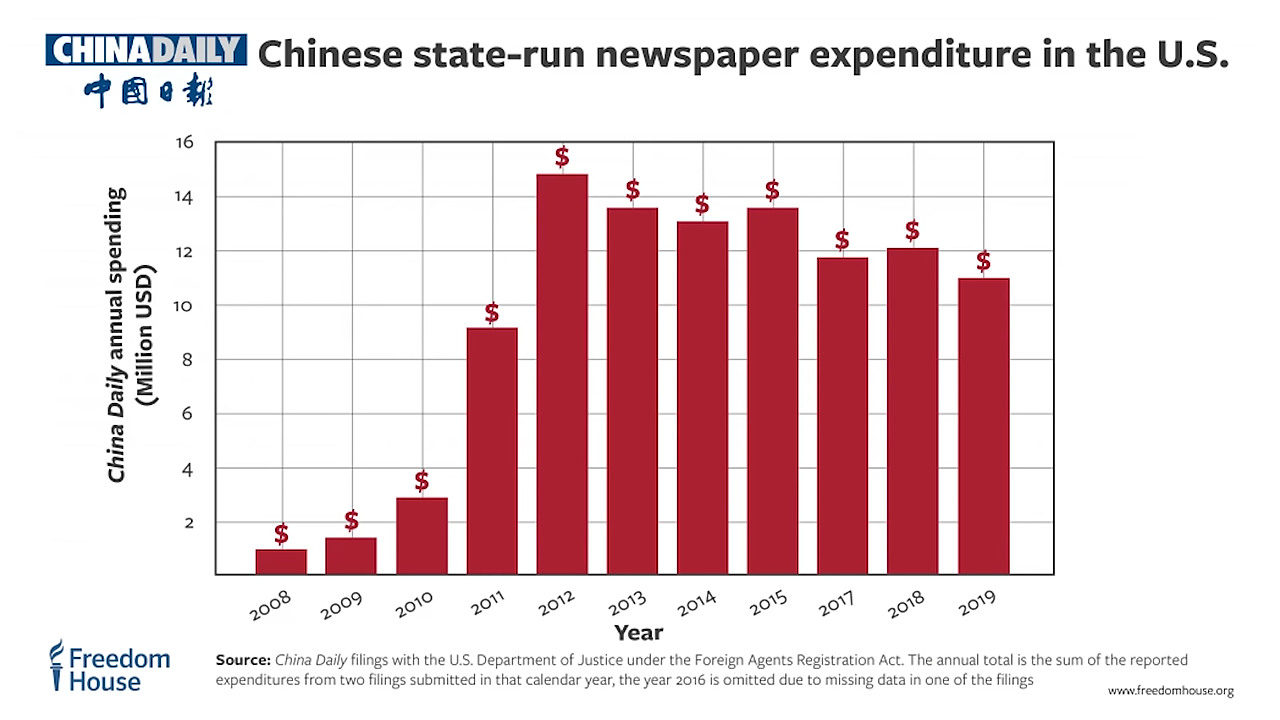 CHINADAILY
中國日報
Chinese state-run newspaper expenditure in the U.S.
China Daily annual spending
(Million USD)
16
14
12
10
8
6
4
2
$ $ $ $ $ $ $ $ $ $ $
2008 2009 2010 2011 2012 2013 2014 2015 2017 2018 2019
Year
Freedom
House
Source: China Daily filings with the U.S. Department of Justice under the Foreign Agents Registration Act. The annual total is the sum of the reported
expenditures from two filings submitted in that calendar year, the year 2016 is omitted due to missing data in one of the filings
www.freedomhouse.org